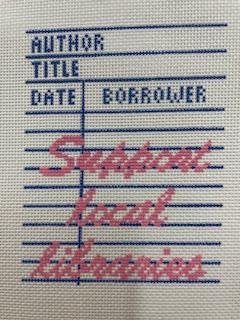 AUTHOR
TITLE
DATE BORROWER
Support
local
libraries